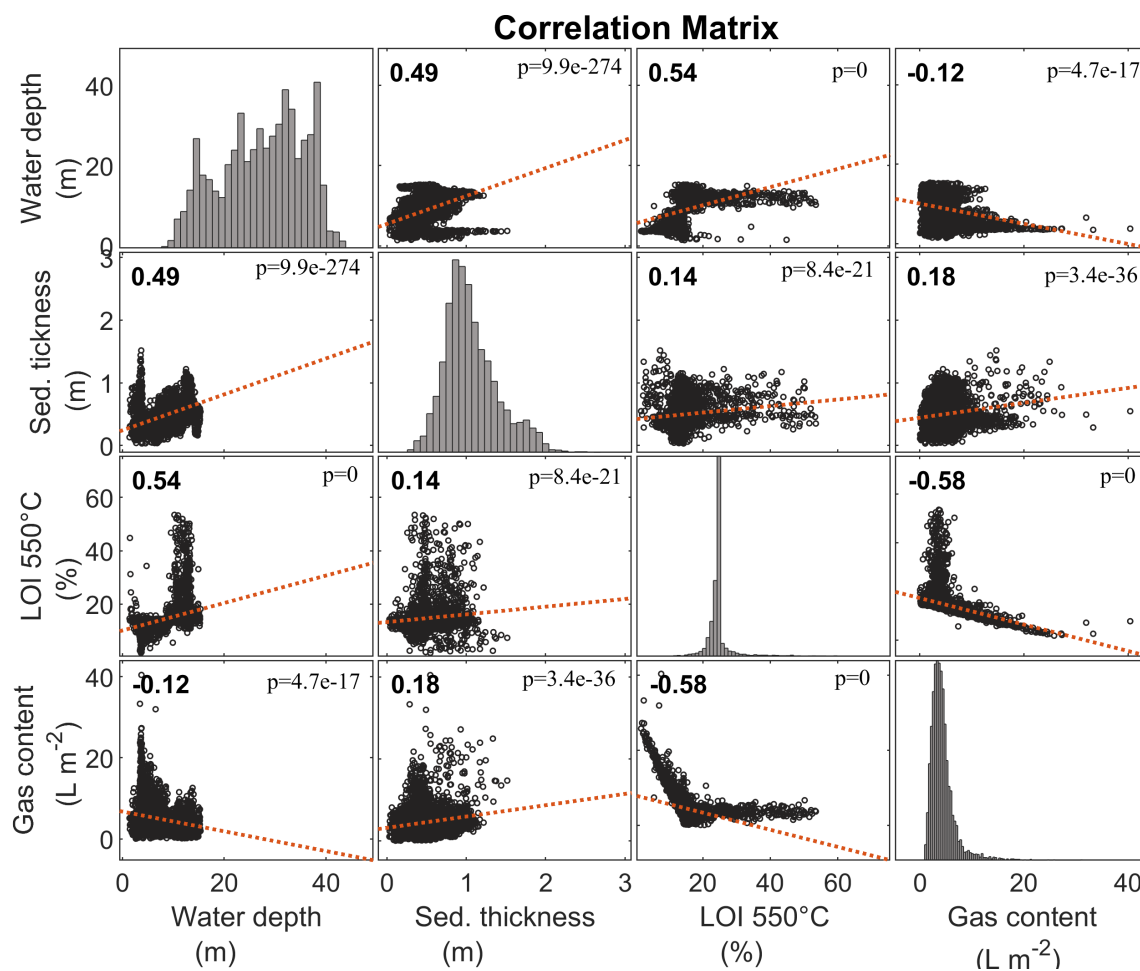 Correlation Matrix
Water depth
(m)
40
20
0
0.49
p=9.9e-274
0.54
p=0
-0.12
p=4.7e-17
Sed. tickness
(m)
3
2
1
0
0.49
p=9.9e-274
0.14
p=8.4e-21
0.18
p=3.4e-36
LOI 550°C
(%)
60
40
20
0.54
p=0
0.14
p=8.4e-21
-0.58
p=0
Gas content
(L m-2)
40
20
0
-0.12
p=4.7e-17
0.18
p=3.4e-36
-0.58
p=0
0 20 40
0 1 2 3
20 40 60
0 20 40
Water depth
(m)
Sed. thickness
(m)
LOI 550°C
(%)
Gas content
(L m-2)